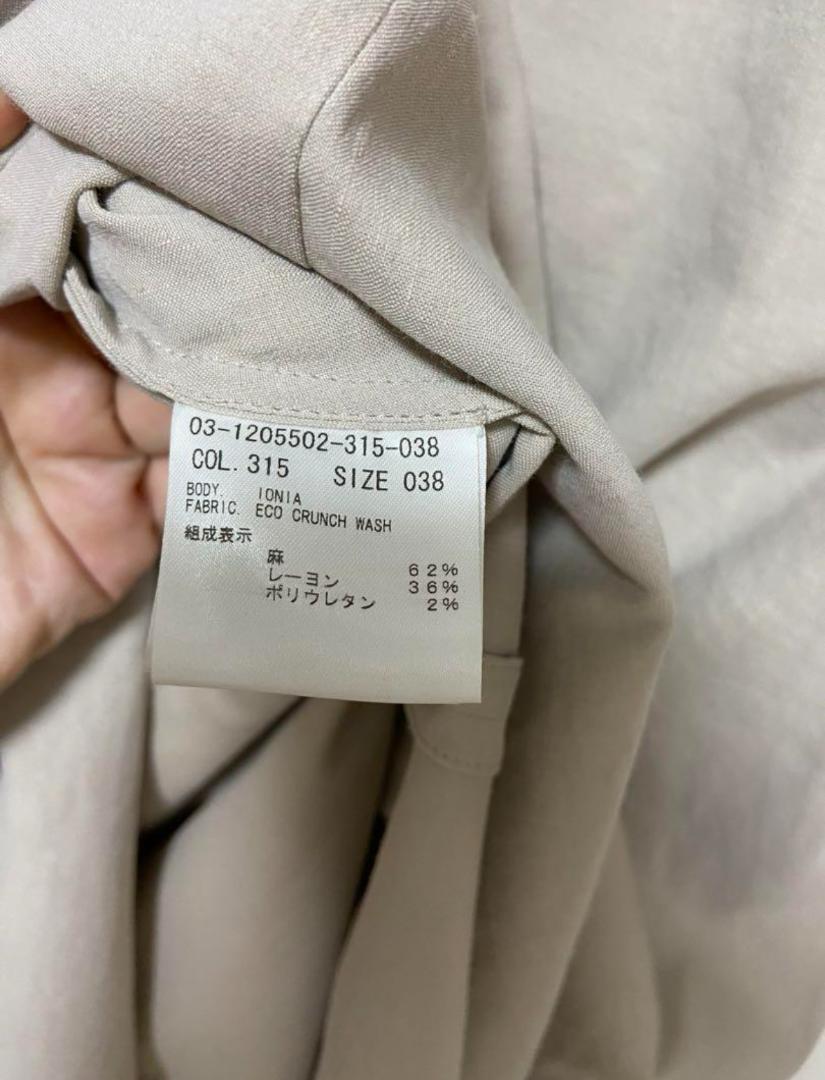 03-1205502-315-038
COL. 315 SIZE 038
BODY. IONIA
FABRIC. ECO CRUNCH WASH
組成表示
麻 62%
レーヨン 36%
ポリウレタン 2%